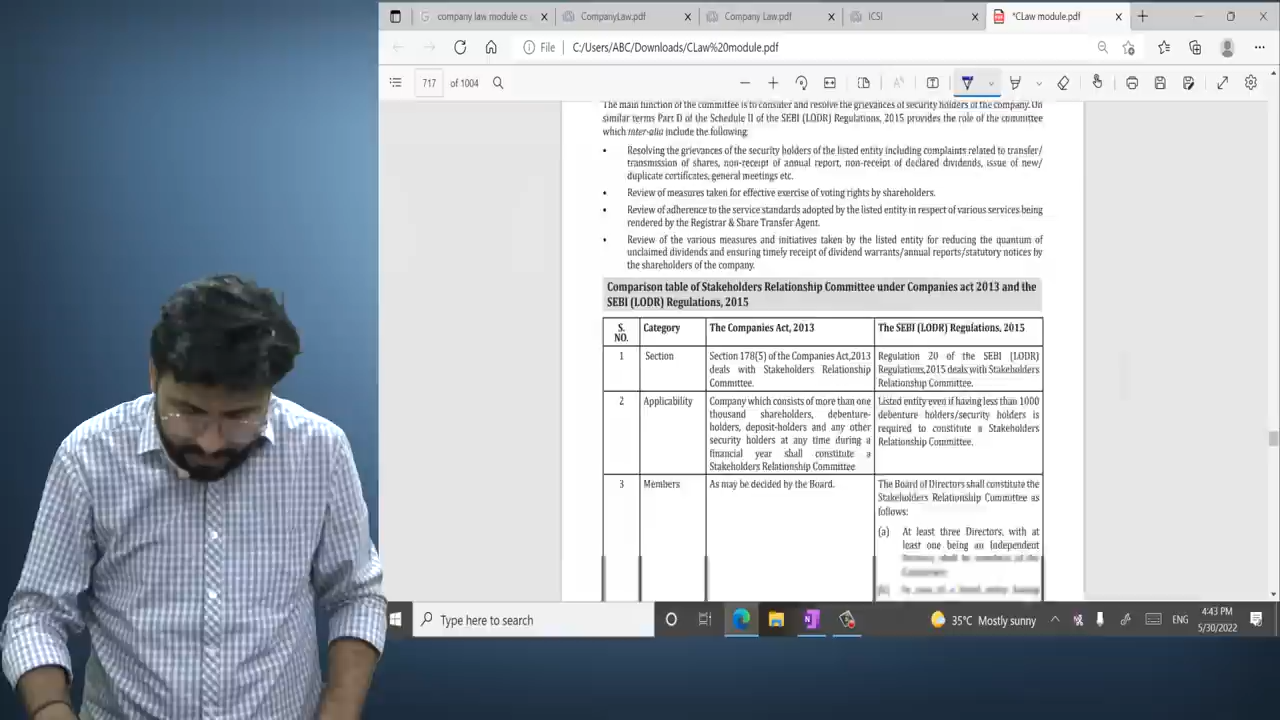 company law module cs
CompanyLaw.pdf
Company Law.pdf
ICSI
*CLaw module.pdf
File
C:/Users/ABC/Downloads/CLaw%20module.pdf
717 of 1004
The main function of the committee is to consider and resolve the grievances of security holders of the company. On
similar terms Part D of the Schedule II of the SEBI (LODR) Regulations, 2015 provides the role of the committee
which inter-alia include the following:
• Resolving the grievances of the security holders of the listed entity including complaints related to transfer/
transmission of shares, non-receipt of annual report, non-receipt of declared dividends, issue of new/
duplicate certificates, general meetings etc.
• Review of measures taken for effective exercise of voting rights by shareholders.
• Review of adherence to the service standards adopted by the listed entity in respect of various services being
rendered by the Registrar & Share Transfer Agent.
• Review of the various measures and initiatives taken by the listed entity for reducing the quantum of
unclaimed dividends and ensuring timely receipt of dividend warrants/annual reports/statutory notices by
the shareholders of the company.
Comparison table of Stakeholders Relationship Committee under Companies act 2013 and the
SEBI (LODR) Regulations, 2015
S. NO.
Category
The Companies Act, 2013
The SEBI (LODR) Regulations, 2015
1
Section
Section 178(5) of the Companies Act,2013
deals with Stakeholders Relationship
Committee.
Regulation 20 of the SEBI (LODR)
Regulations,2015 deals with Stakeholders
Relationship Committee.
2
Applicability
Company which consists of more than one
thousand shareholders, debenture-
holders, deposit-holders and any other
security holders at any time during a
financial year shall constitute a
Stakeholders Relationship Committee
Listed entity even if having less than 1000
debenture holders/security holders is
required to constitute a Stakeholders
Relationship Committee.
3
Members
As may be decided by the Board.
The Board of Directors shall constitute the
Stakeholders Relationship Committee as
follows:
(a) At least three Directors, with at
least one being an Independent
Type here to search
35°C Mostly sunny
ENG
4:43 PM
5/30/2022